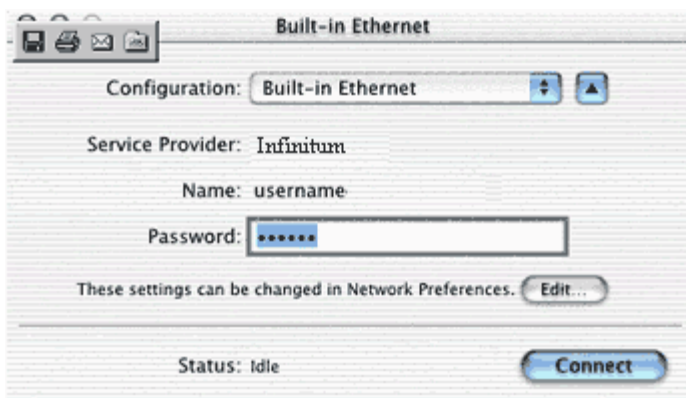 Built-in Ethernet
Configuration: Built-in Ethernet
Service Provider: Infinitum
Name: username
Password: ••••••
These settings can be changed in Network Preferences. Edit...
Status: Idle Connect